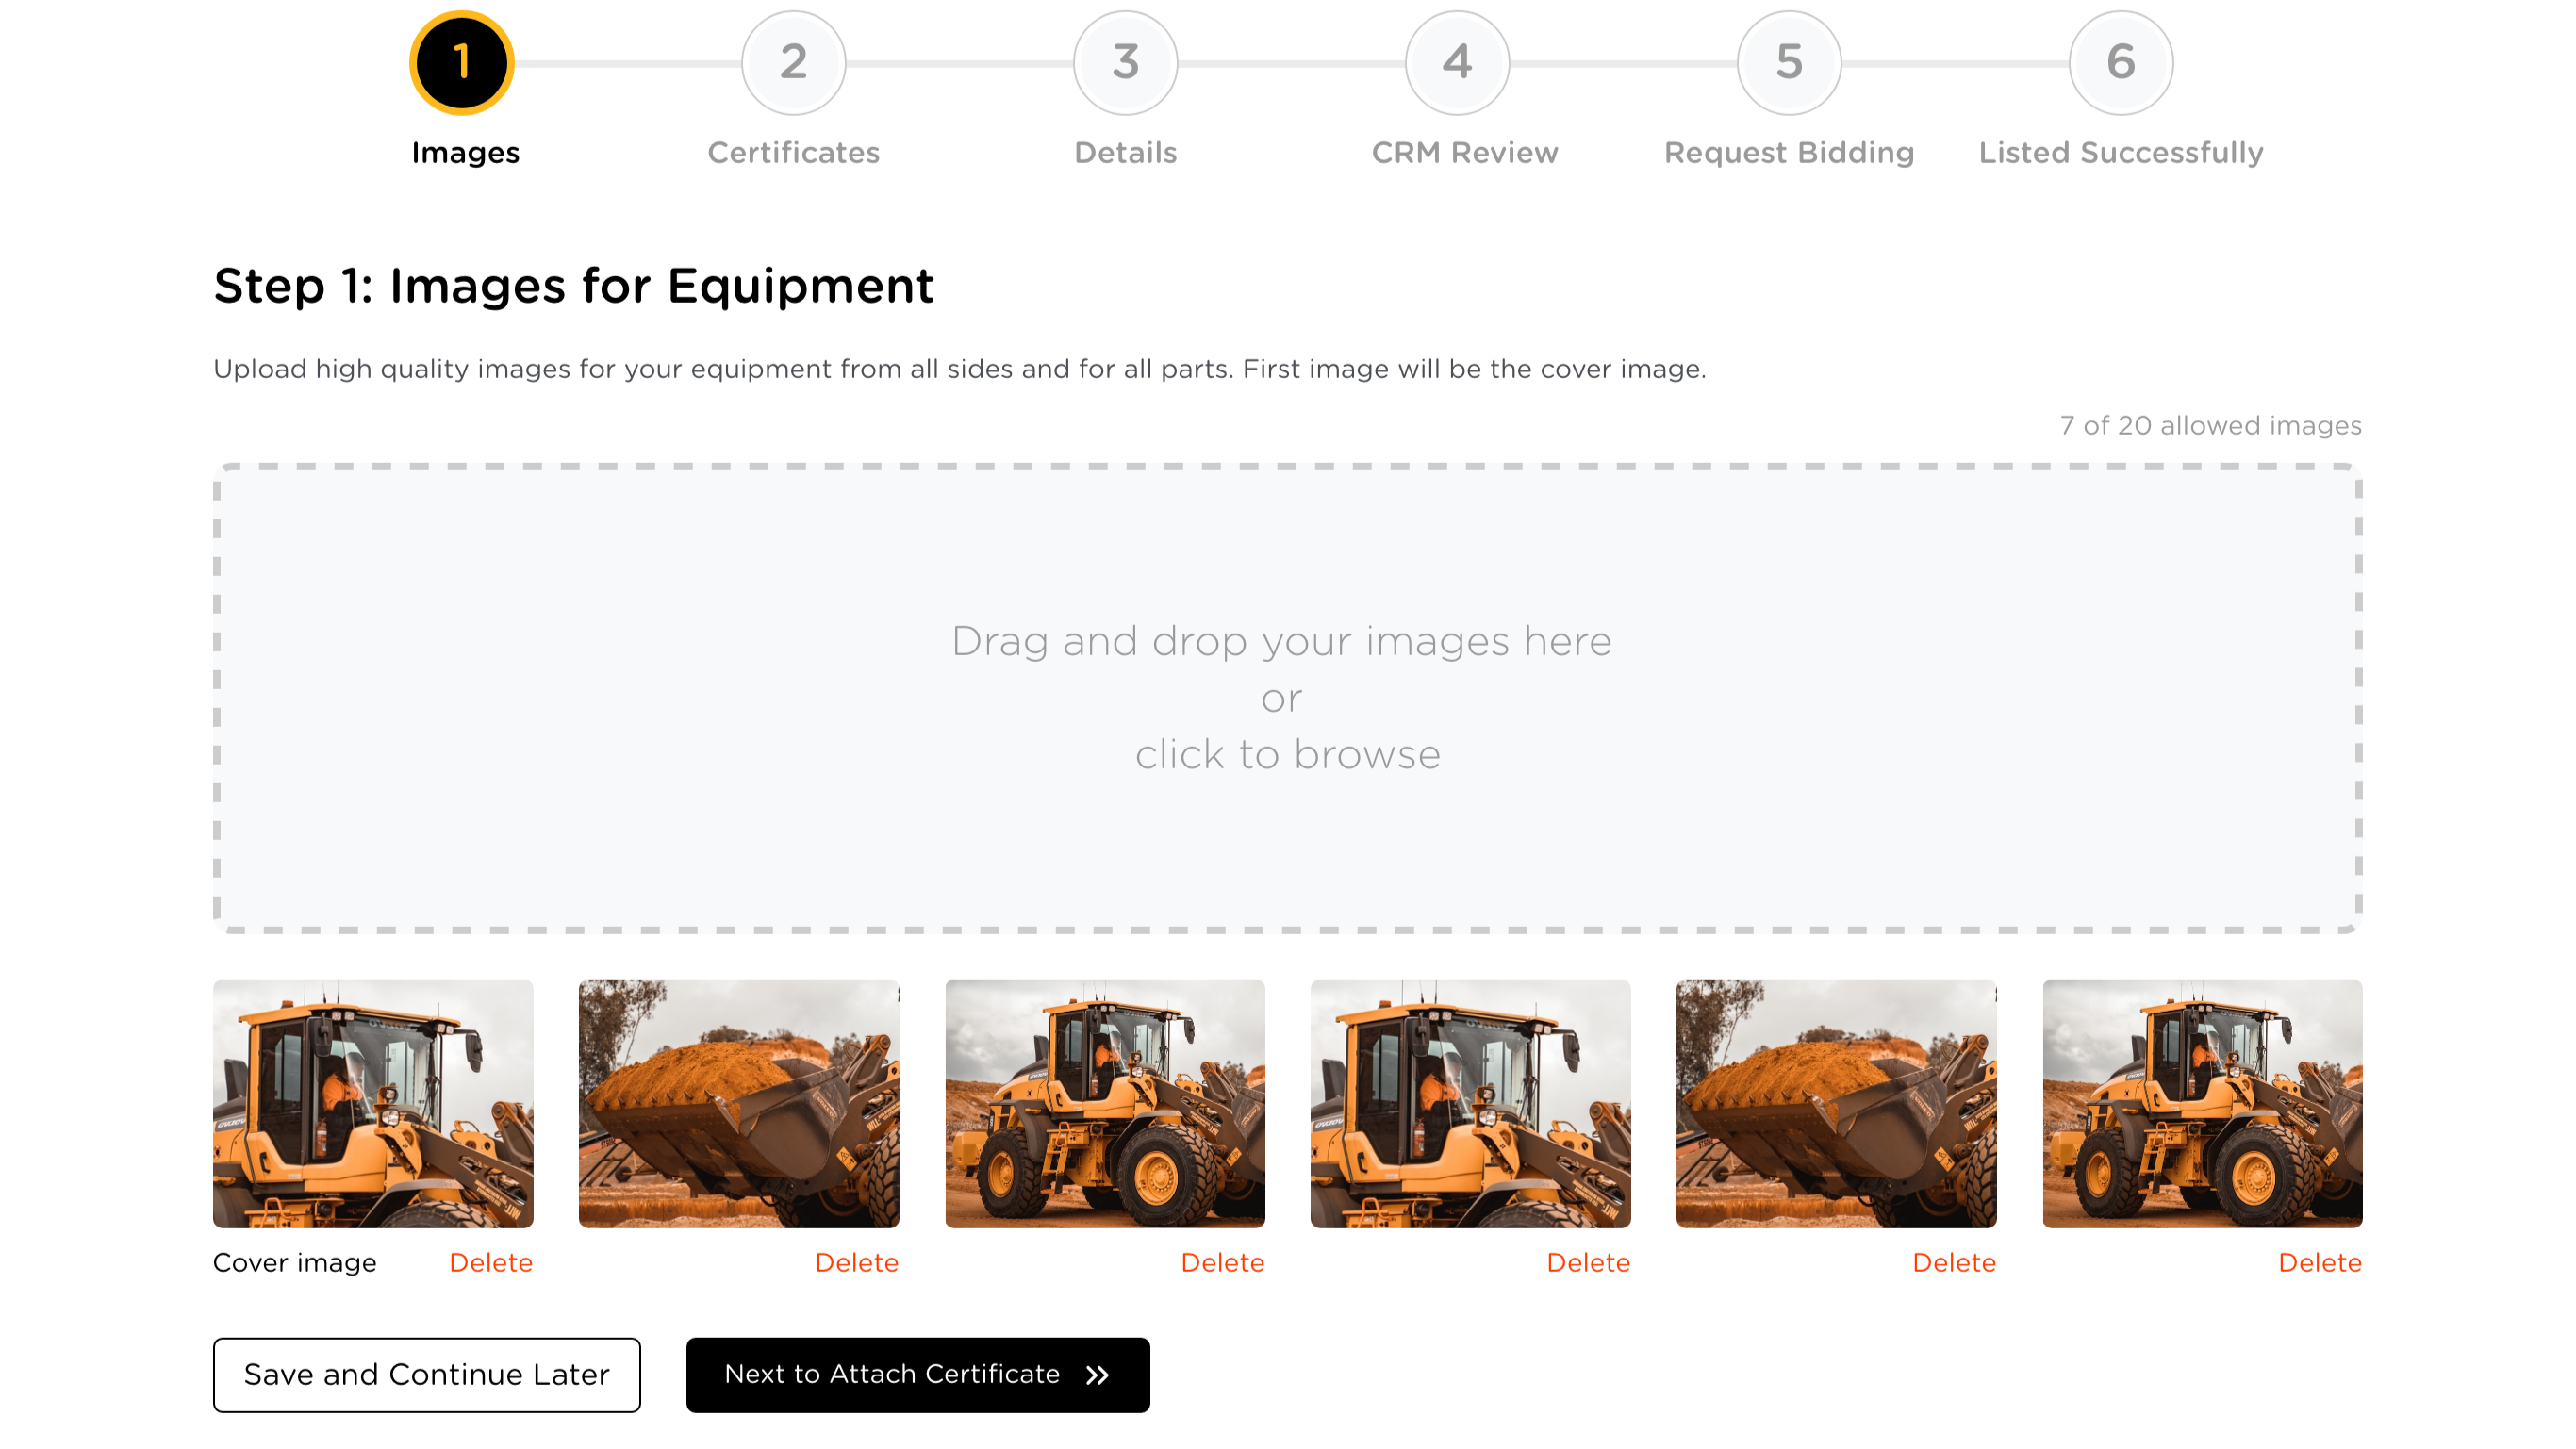 1
2
3
4
5
6
Images
Certificates
Details
CRM Review
Request Bidding
Listed Successfully
Step 1: Images for Equipment
Upload high quality images for your equipment from all sides and for all parts. First image will be the cover image.
7 of 20 allowed images
Drag and drop your images here
or
click to browse
Cover image
Delete
Delete
Delete
Delete
Delete
Delete
Save and Continue Later
Next to Attach Certificate